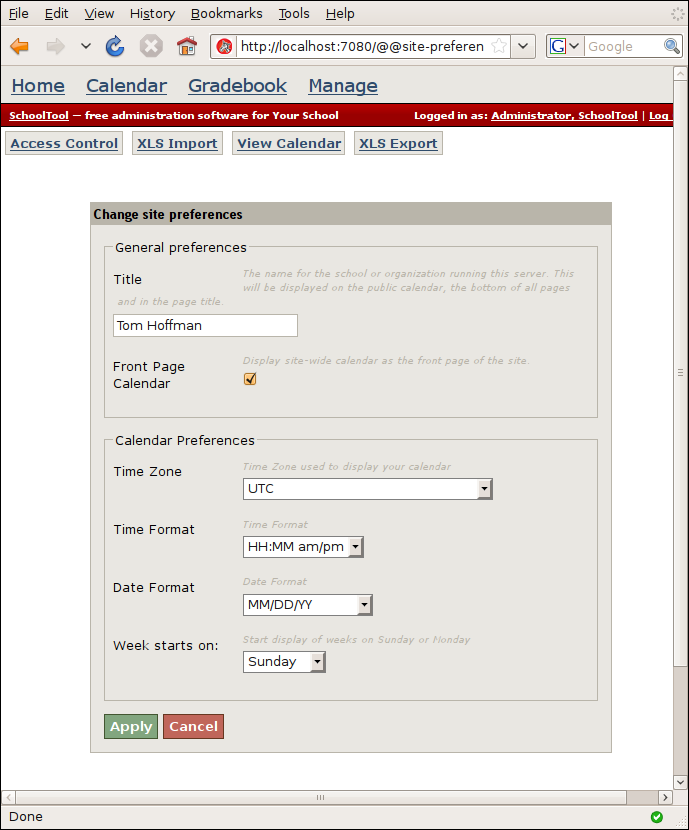 File Edit View History Bookmarks Tools Help
http://localhost:7080/@@site-preferen
G Google
Home Calendar Gradebook Manage
SchoolTool — free administration software for Your School Logged in as: Administrator, SchoolTool | Log
Access Control XLS Import View Calendar XLS Export
Change site preferences
General preferences
Title
The name for the school or organization running this server. This
will be displayed on the public calendar, the bottom of all pages
and in the page title.
Tom Hoffman
Front Page
Calendar
Display site-wide calendar as the front page of the site.
Calendar Preferences
Time Zone
Time Zone used to display your calendar
UTC
Time Format
Time Format
HH:MM am/pm
Date Format
Date Format
MM/DD/YY
Week starts on:
Start display of weeks on Sunday or Monday
Sunday
Apply Cancel
Done